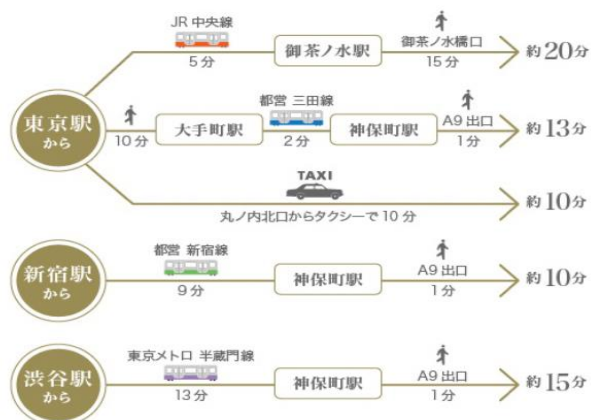 東京駅
から
JR 中央線
5 分
御茶ノ水駅
御茶ノ水橋口
15 分
約20分
10 分
大手町駅
都営 三田線
2 分
神保町駅
A9 出口
1 分
約13分
TAXI
丸ノ内北口からタクシーで 10 分
約10分
新宿駅
から
都営 新宿線
9 分
神保町駅
A9 出口
1 分
約10分
渋谷駅
から
東京メトロ 半蔵門線
13 分
神保町駅
A9 出口
1 分
約15分